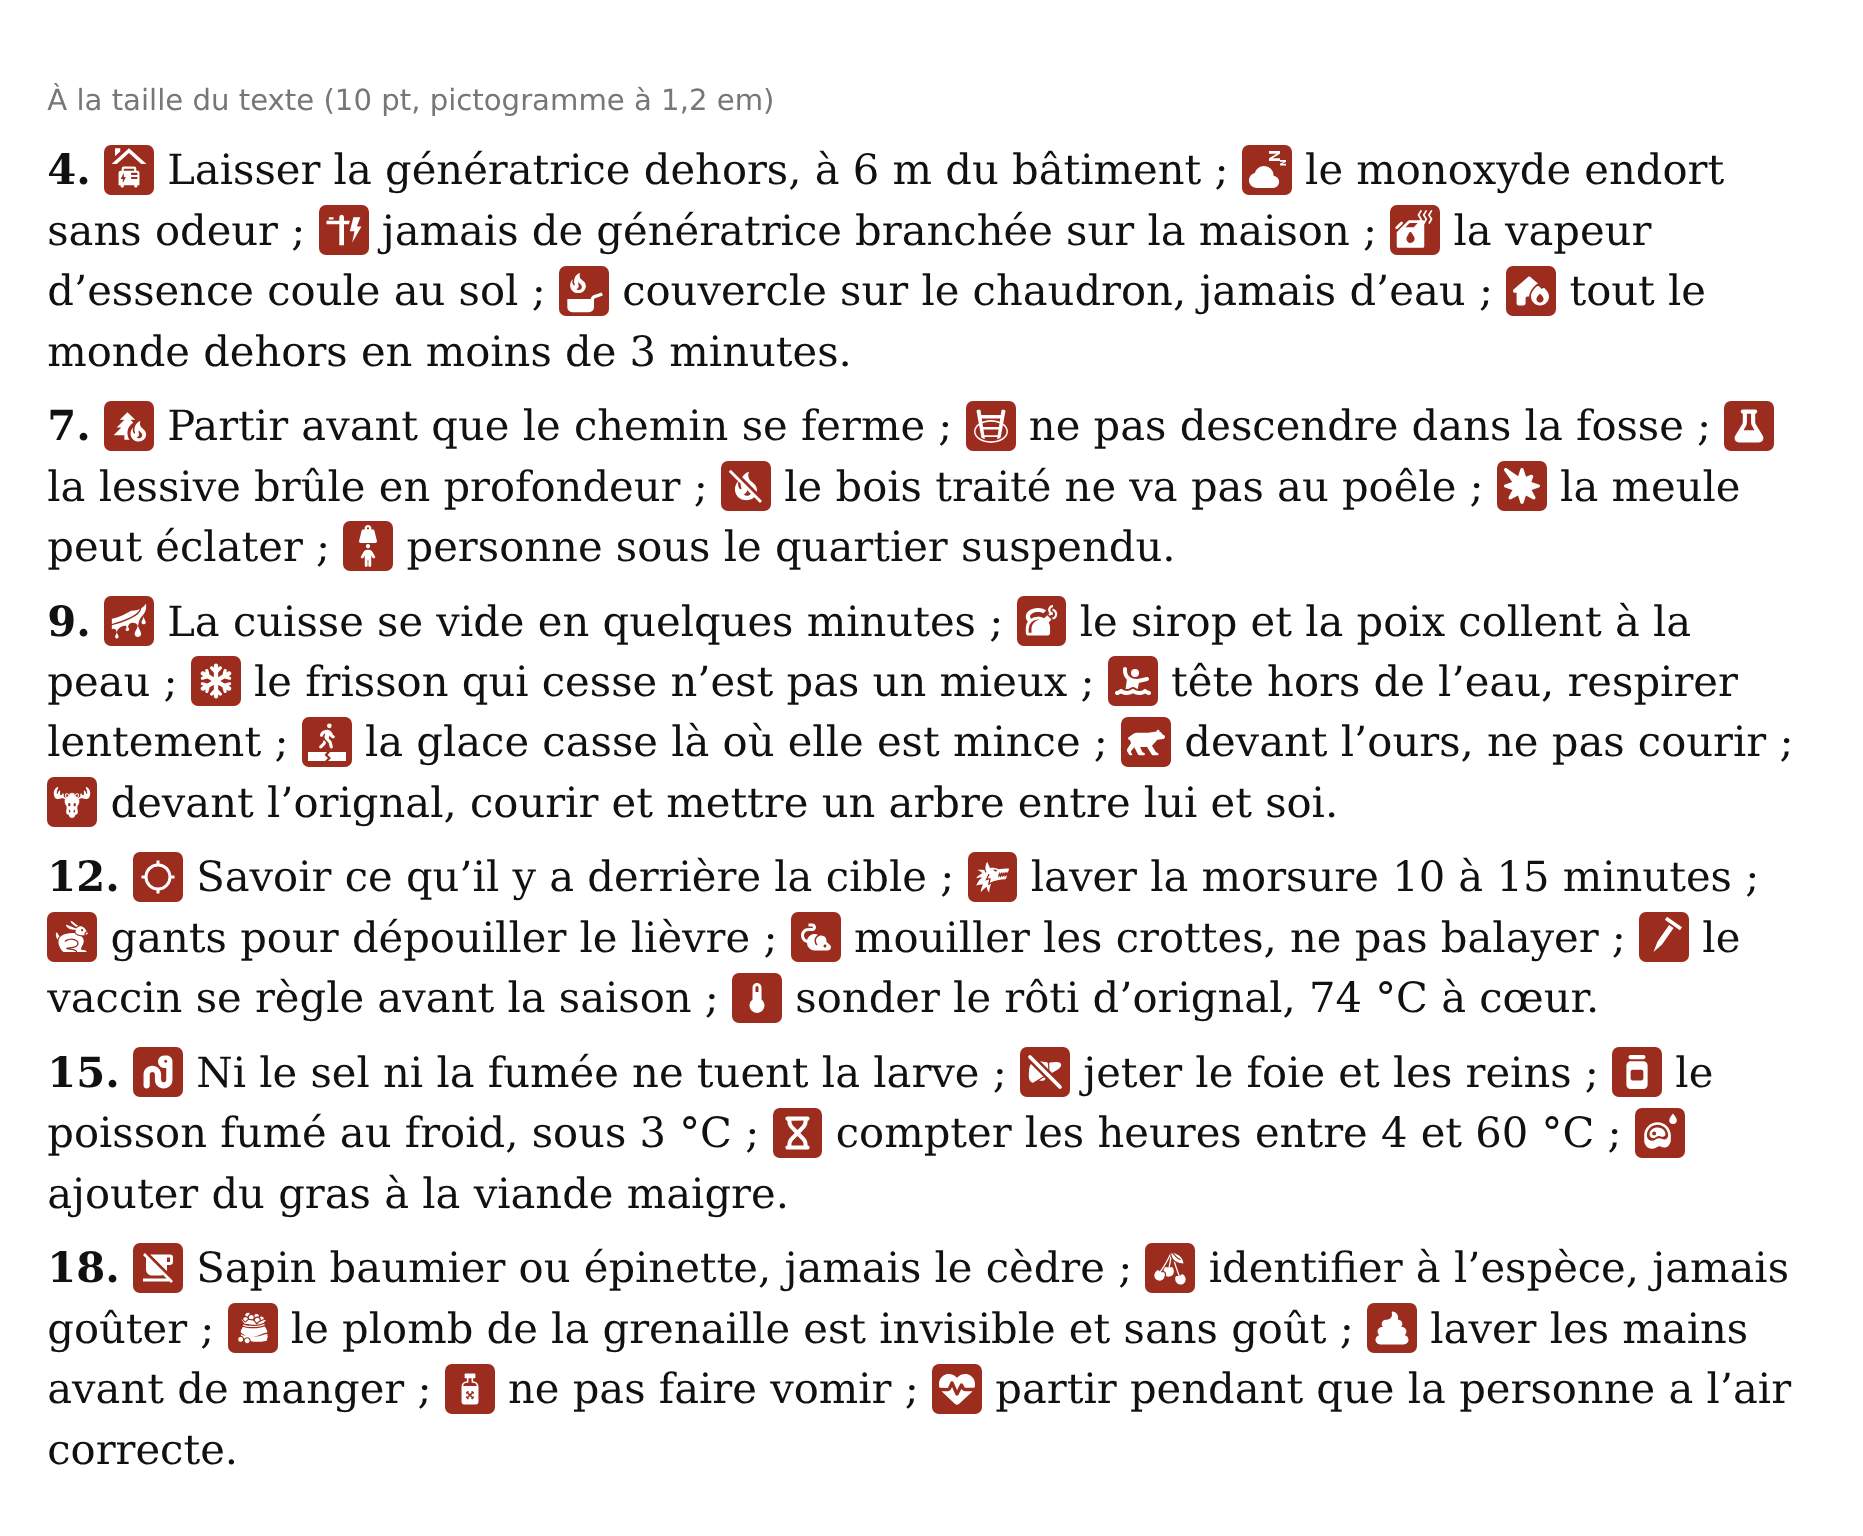 À la taille du texte (10 pt, pictogramme à 1,2 em)
4. Laisser la génératrice dehors, à 6 m du bâtiment ; le monoxyde endort
sans odeur ; jamais de génératrice branchée sur la maison ; la vapeur
d’essence coule au sol ; couvercle sur le chaudron, jamais d’eau ; tout le
monde dehors en moins de 3 minutes.
7. Partir avant que le chemin se ferme ; ne pas descendre dans la fosse ;
la lessive brûle en profondeur ; le bois traité ne va pas au poêle ; la meule
peut éclater ; personne sous le quartier suspendu.
9. La cuisse se vide en quelques minutes ; le sirop et la poix collent à la
peau ; le frisson qui cesse n’est pas un mieux ; tête hors de l’eau, respirer
lentement ; la glace casse là où elle est mince ; devant l’ours, ne pas courir ;
devant l’orignal, courir et mettre un arbre entre lui et soi.
12. Savoir ce qu’il y a derrière la cible ; laver la morsure 10 à 15 minutes ;
gants pour dépouiller le lièvre ; mouiller les crottes, ne pas balayer ; le
vaccin se règle avant la saison ; sonder le rôti d’orignal, 74 °C à cœur.
15. Ni le sel ni la fumée ne tuent la larve ; jeter le foie et les reins ; le
poisson fumé au froid, sous 3 °C ; compter les heures entre 4 et 60 °C ;
ajouter du gras à la viande maigre.
18. Sapin baumier ou épinette, jamais le cèdre ; identifier à l’espèce, jamais
goûter ; le plomb de la grenaille est invisible et sans goût ; laver les mains
avant de manger ; ne pas faire vomir ; partir pendant que la personne a l’air
correcte.